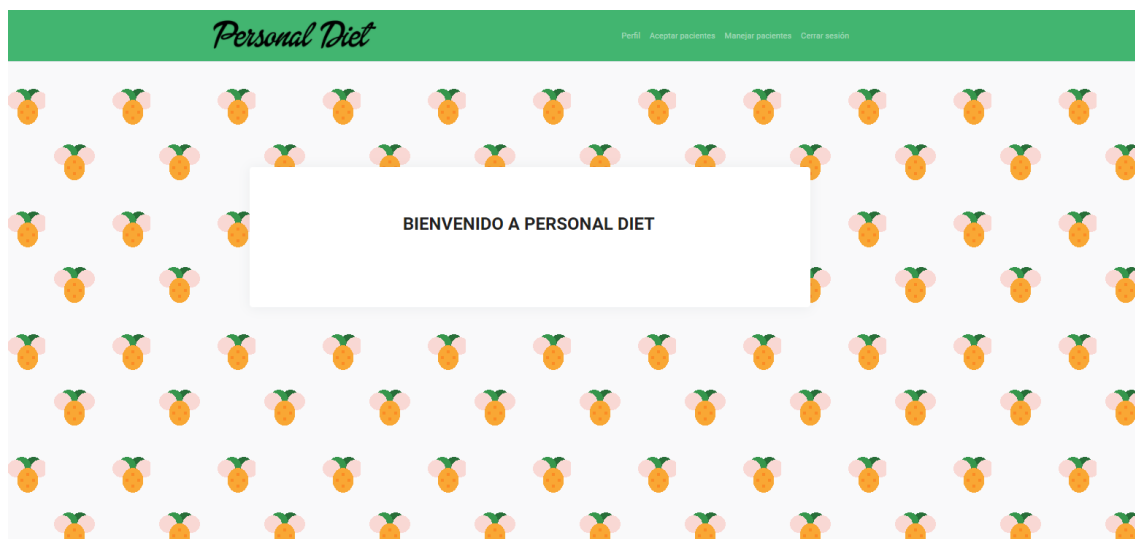 Personal Diet
Perfil Aceptar pacientes Manejar pacientes Cerrar sesión
BIENVENIDO A PERSONAL DIET